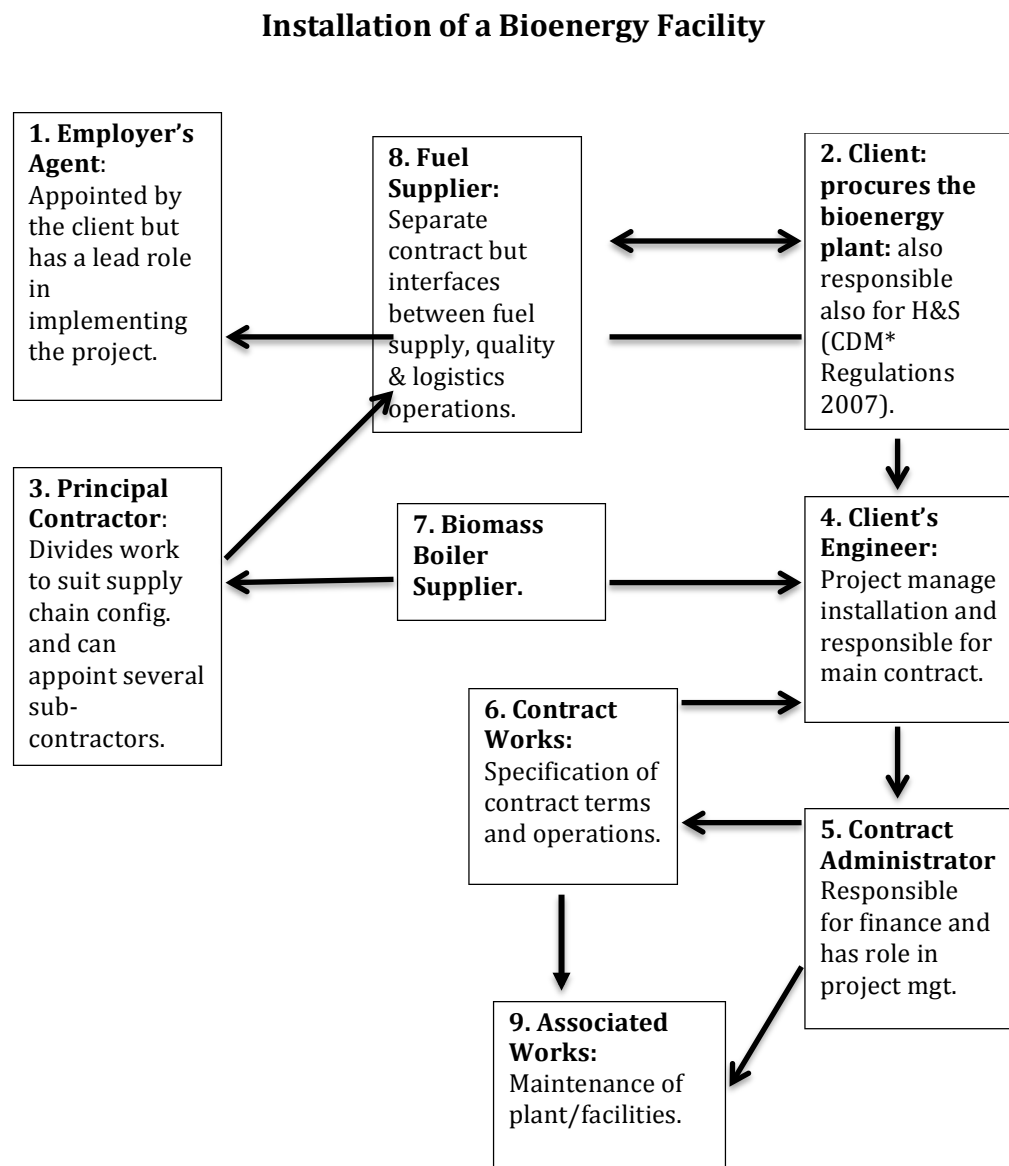 Installation of a Bioenergy Facility
1. Employer’s
Agent:
Appointed by
the client but
has a lead role
in
implementing
the project.
8. Fuel
Supplier:
Separate
contract but
interfaces
between fuel
supply, quality
& logistics
operations.
2. Client:
procures the
bioenergy
plant: also
responsible
also for H&S
(CDM*
Regulations
2007).
3. Principal
Contractor:
Divides work
to suit supply
chain config.
and can
appoint several
sub-
contractors.
7. Biomass
Boiler
Supplier.
4. Client’s
Engineer:
Project manage
installation and
responsible for
main contract.
6. Contract
Works:
Specification of
contract terms
and operations.
5. Contract
Administrator
Responsible
for finance and
has role in
project mgt.
9. Associated
Works:
Maintenance of
plant/facilities.